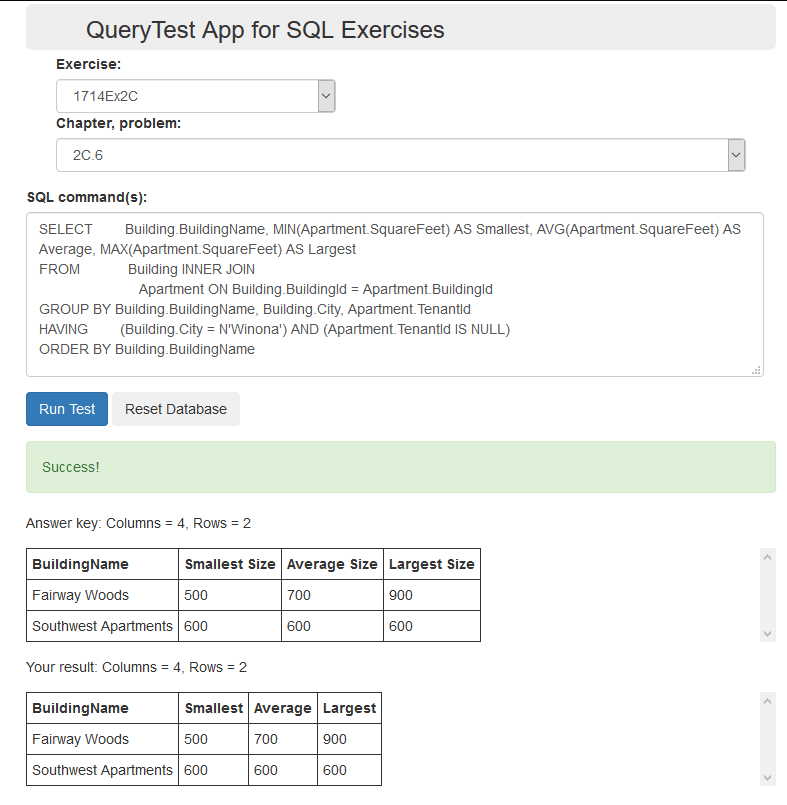 QueryTest App for SQL Exercises
Exercise:
1714Ex2C
Chapter, problem:
2C.6
SQL command(s):
SELECT Building.BuildingName, MIN(Apartment.SquareFeet) AS Smallest, AVG(Apartment.SquareFeet) AS
Average, MAX(Apartment.SquareFeet) AS Largest
FROM Building INNER JOIN
Apartment ON Building.BuildingId = Apartment.BuildingId
GROUP BY Building.BuildingName, Building.City, Apartment.TenantId
HAVING (Building.City = N'Winona') AND (Apartment.TenantId IS NULL)
ORDER BY Building.BuildingName
Run Test Reset Database
Success!
Answer key: Columns = 4, Rows = 2
BuildingName Smallest Size Average Size Largest Size
Fairway Woods 500 700 900
Southwest Apartments 600 600 600
Your result: Columns = 4, Rows = 2
BuildingName Smallest Average Largest
Fairway Woods 500 700 900
Southwest Apartments 600 600 600